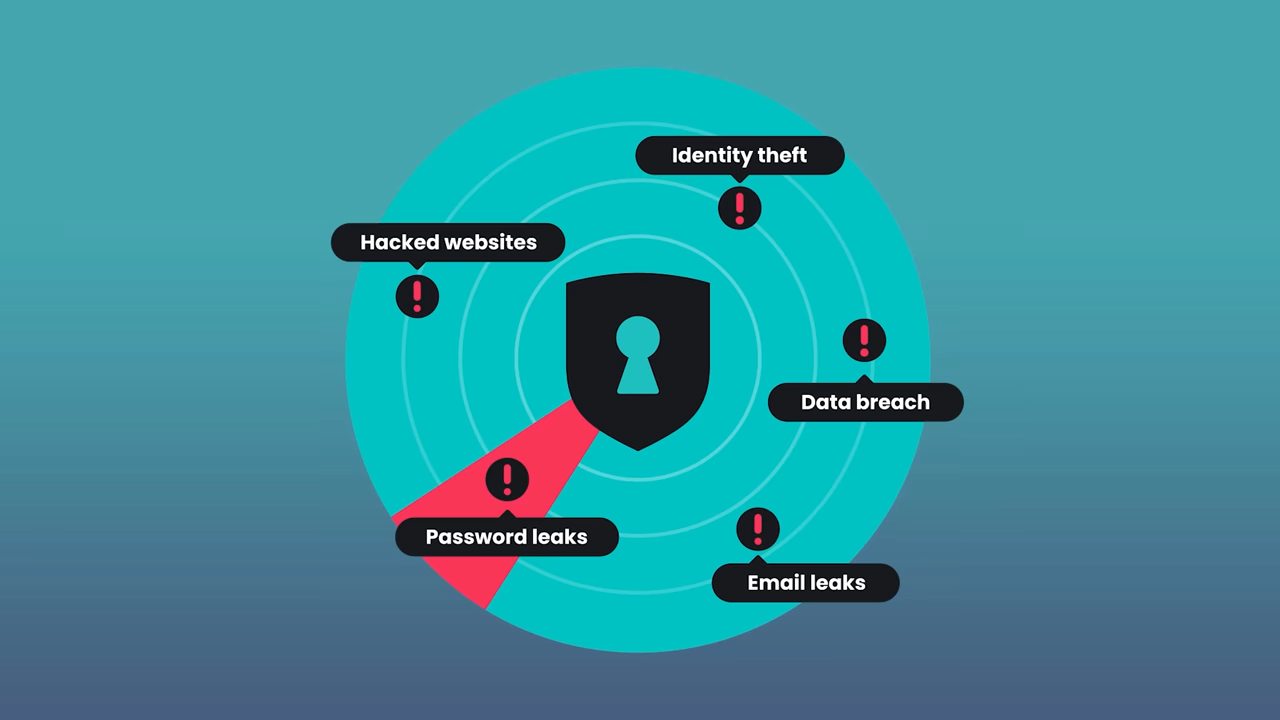 Identity theft
Hacked websites
Data breach
Password leaks
Email leaks